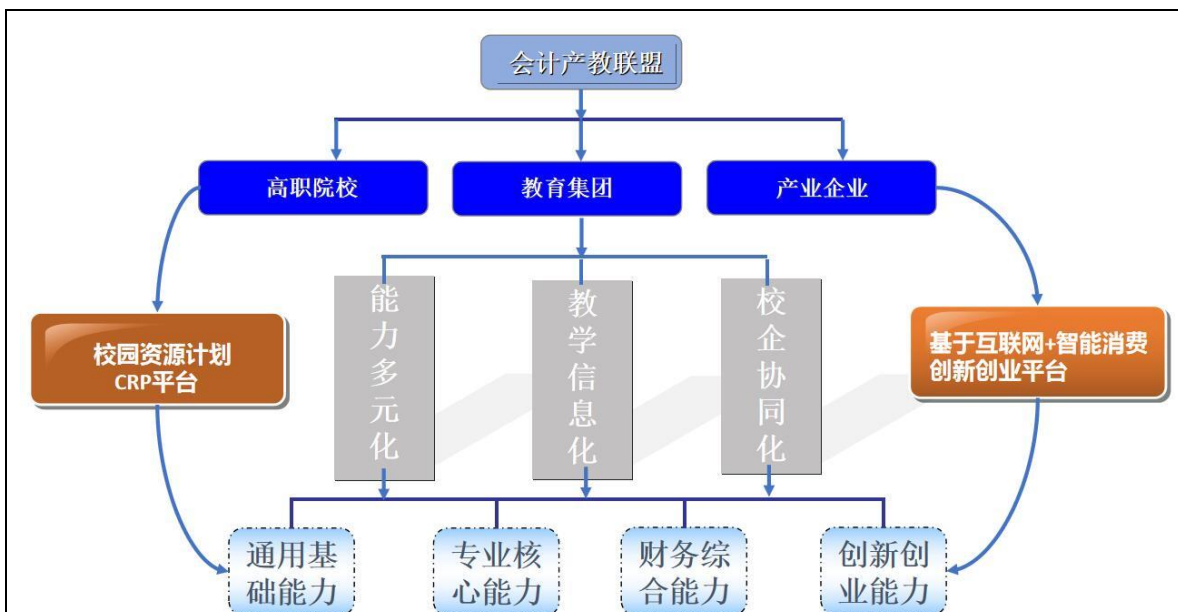 会计产教联盟
高职院校
教育集团
产业企业
能力多元化
教学信息化
校企协同化
校园资源计划
CRP平台
基于互联网+智能消费
创新创业平台
通用基
础能力
专业核
心能力
财务综
合能力
创新创
业能力